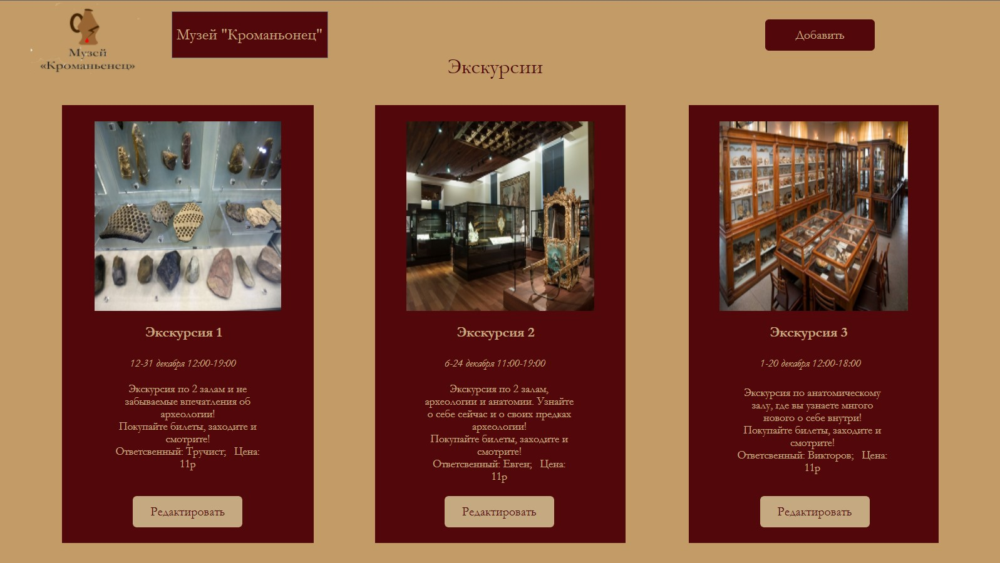 Музей
«Кроманьенец»
Музей "Кроманьонец"
Добавить
Экскурсии
Экскурсия 1
12-31 декабря 12:00-19:00
Экскурсия по 2 залам и не
забываемые впечатления об
археологии!
Покупайте билеты, заходите и
смотрите!
Ответсвенный: Тручист;   Цена:
11р
Редактировать
Экскурсия 2
6-24 декабря 11:00-19:00
Экскурсия по 2 залам,
археологии и анатомии. Узнайте
о себе сейчас и о своих предках
археологии!
Покупайте билеты, заходите и
смотрите!
Ответсвенный: Евген;   Цена:
11р
Редактировать
Экскурсия 3
1-20 декабря 12:00-18:00
Экскурсия по анатомическому
залу, где вы узнаете мнгого
нового о себе внутри!
Покупайте билеты, заходите и
смотрите!
Ответсвенный: Викторов;   Цена:
11р
Редактировать